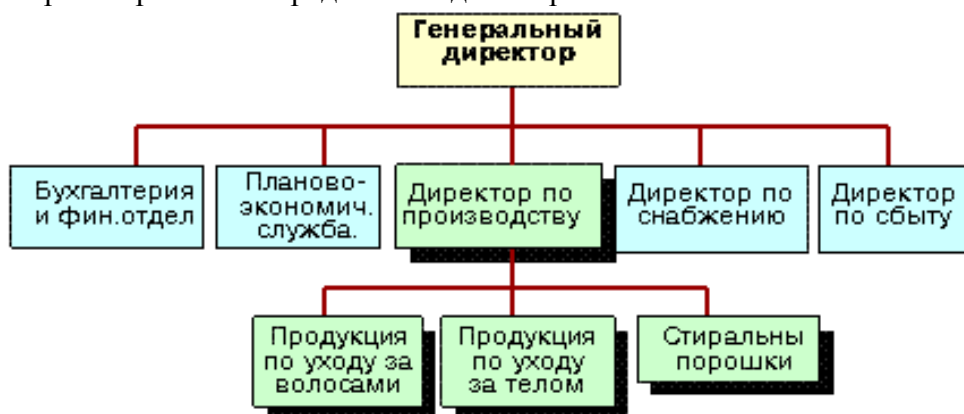 Генеральный
директор
Бухгалтерия
и фин.отдел
Планово-
экономич.
служба.
Директор по
производству
Директор по
снабжению
Директор
по сбыту
Продукция
по уходу за
волосами
Продукция
по уходу
за телом
Стиральны
порошки